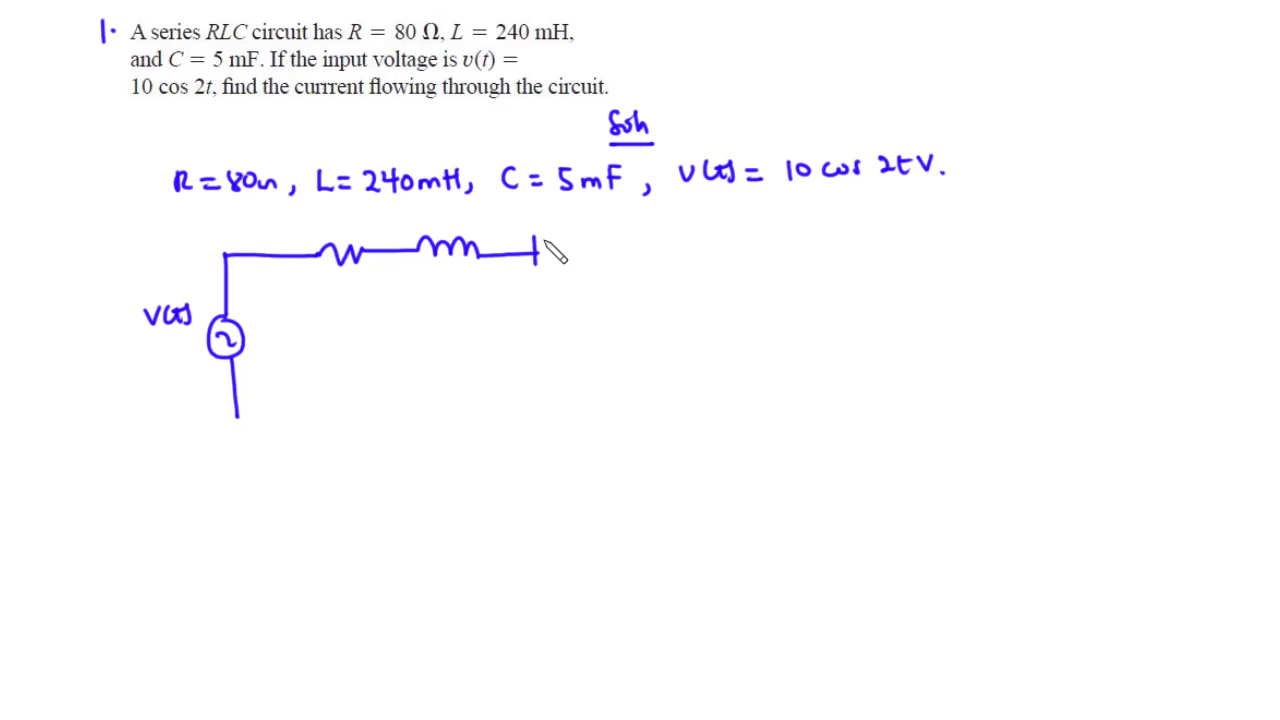 1. A series RLC circuit has R = 80 Ω, L = 240 mH,
and C = 5 mF. If the input voltage is v(t) =
10 cos 2t, find the currrent flowing through the circuit.
Soln
R = 80Ω, L = 240mH, C = 5mF, V(t) = 10 cos 2t V.
V(t)